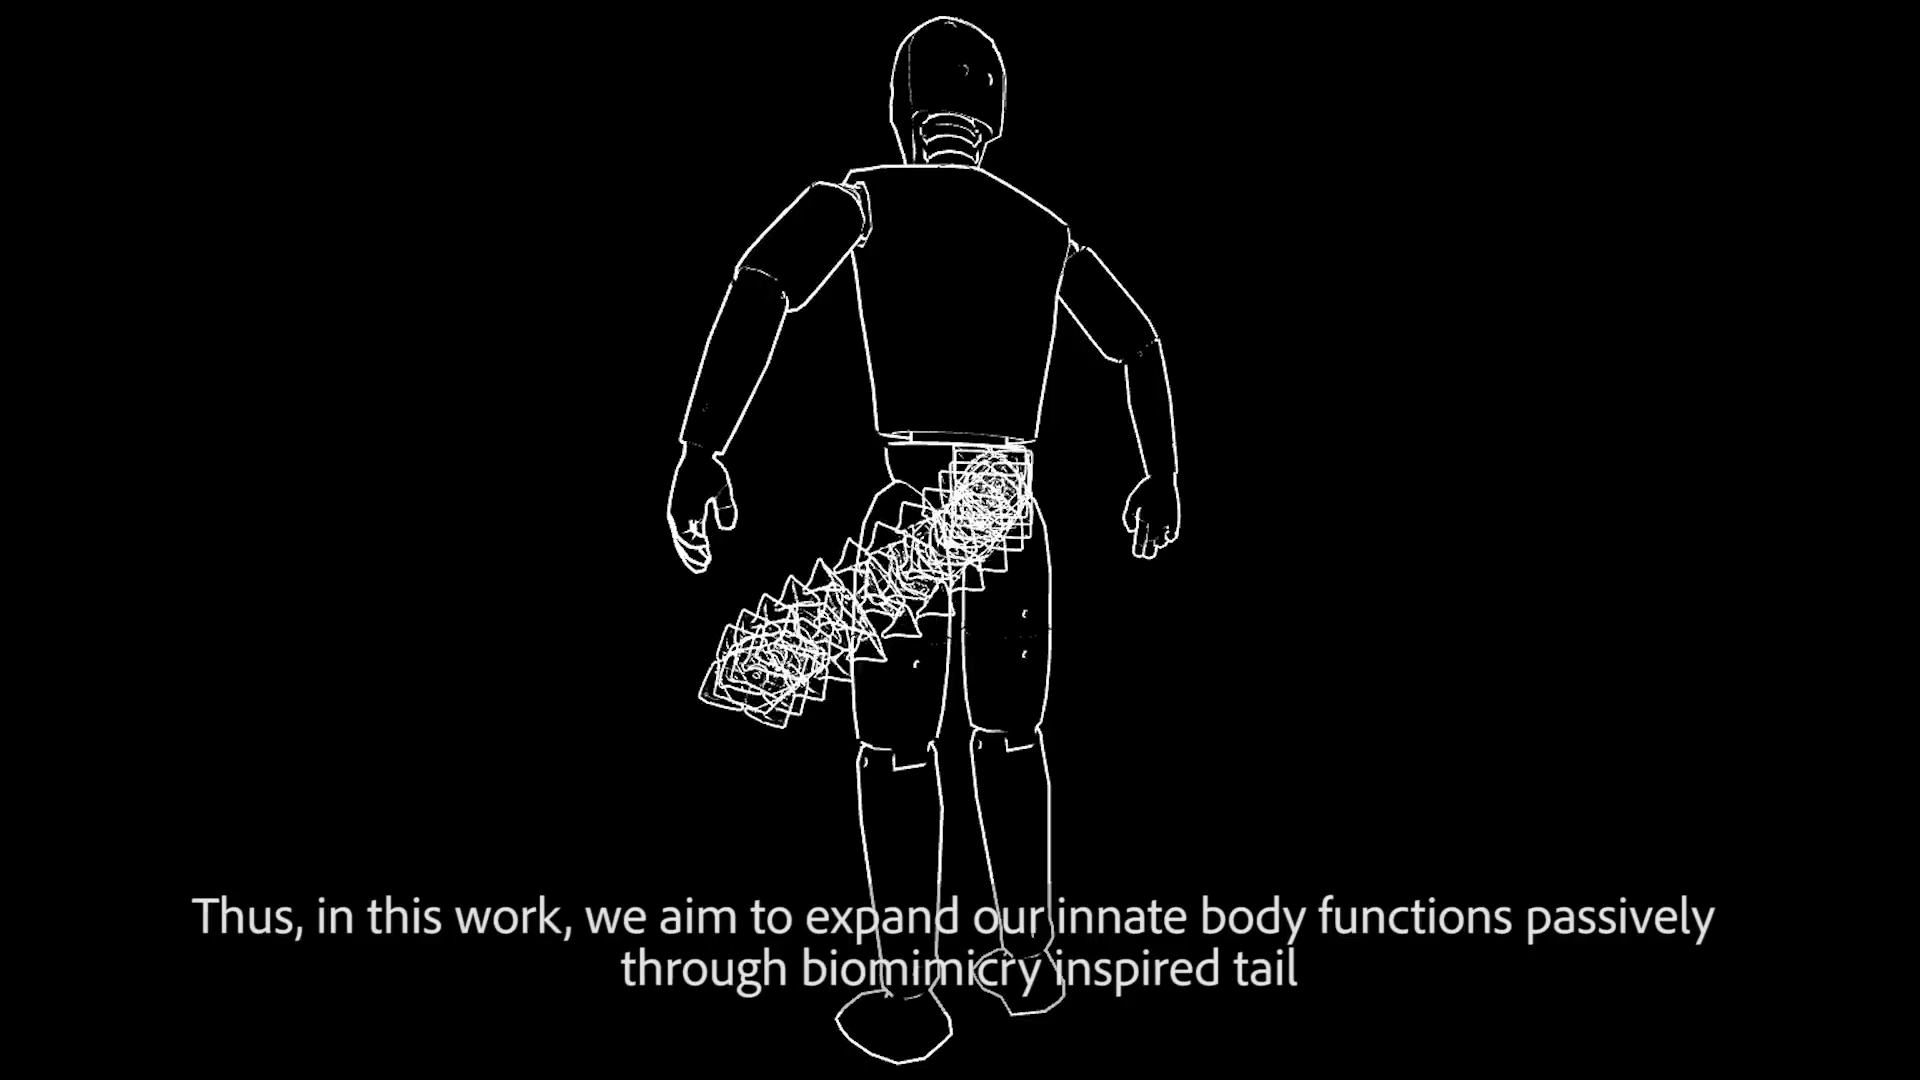 Thus, in this work, we aim to expand our innate body functions passively
through biomimicry inspired tail